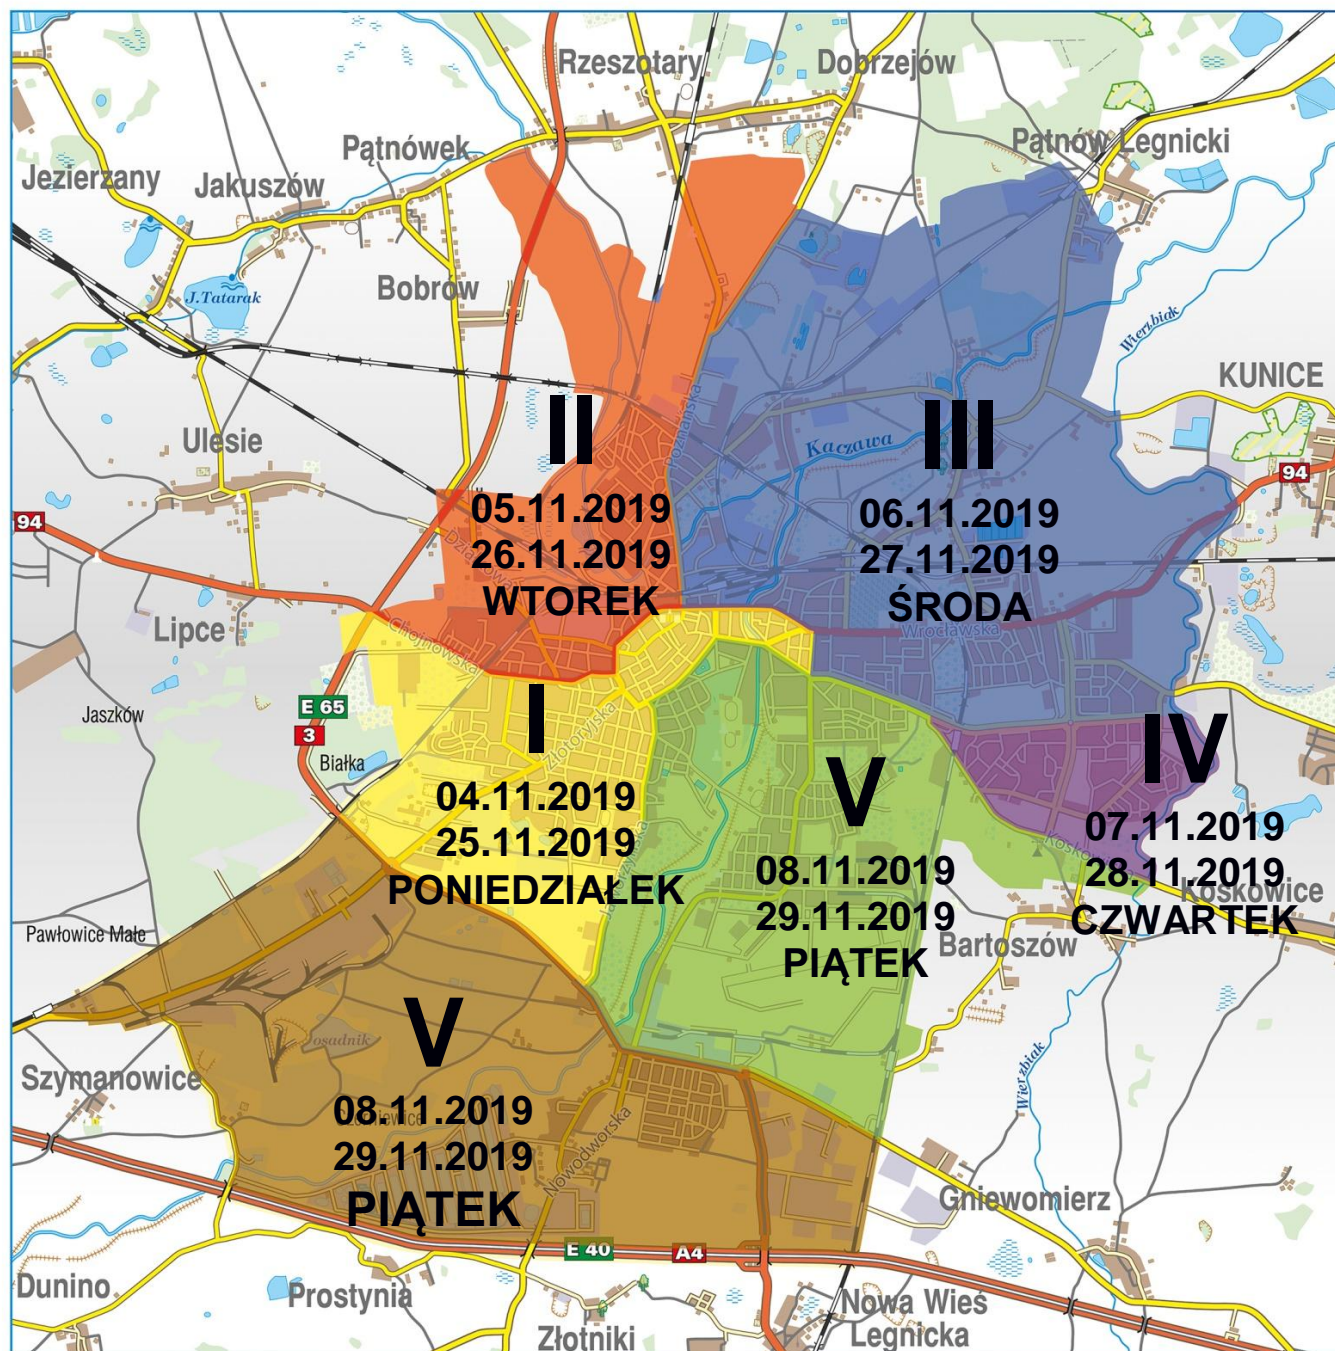 Rzeszotary
Dobrzejów
Pątnówek
Pątnów Legnicki
Jezierzany
Jakuszów
Bobrów
J.Tatarak
Wierzbiak
KUNICE
Poznańska
II
Kaczawa
III
Ulesie
94
94
05.11.2019
26.11.2019
WTOREK
06.11.2019
27.11.2019
ŚRODA
Lipce
Chojnowska
Wrocławska
E 65
3
Jaszków
Białka
I
Złotoryjska
04.11.2019
25.11.2019
PONIEDZIAŁEK
V
08.11.2019
29.11.2019
PIĄTEK
IV
07.11.2019
28.11.2019
CZWARTEK
Koskowice
Bartoszów
Pawłowice Małe
V
osadnik
Szymanowice
08.11.2019
29.11.2019
PIĄTEK
Nowodworska
Wierzbiak
Gniewomierz
E 40
A4
Dunino
Prostynia
Złotniki
Nowa Wieś
Legnicka